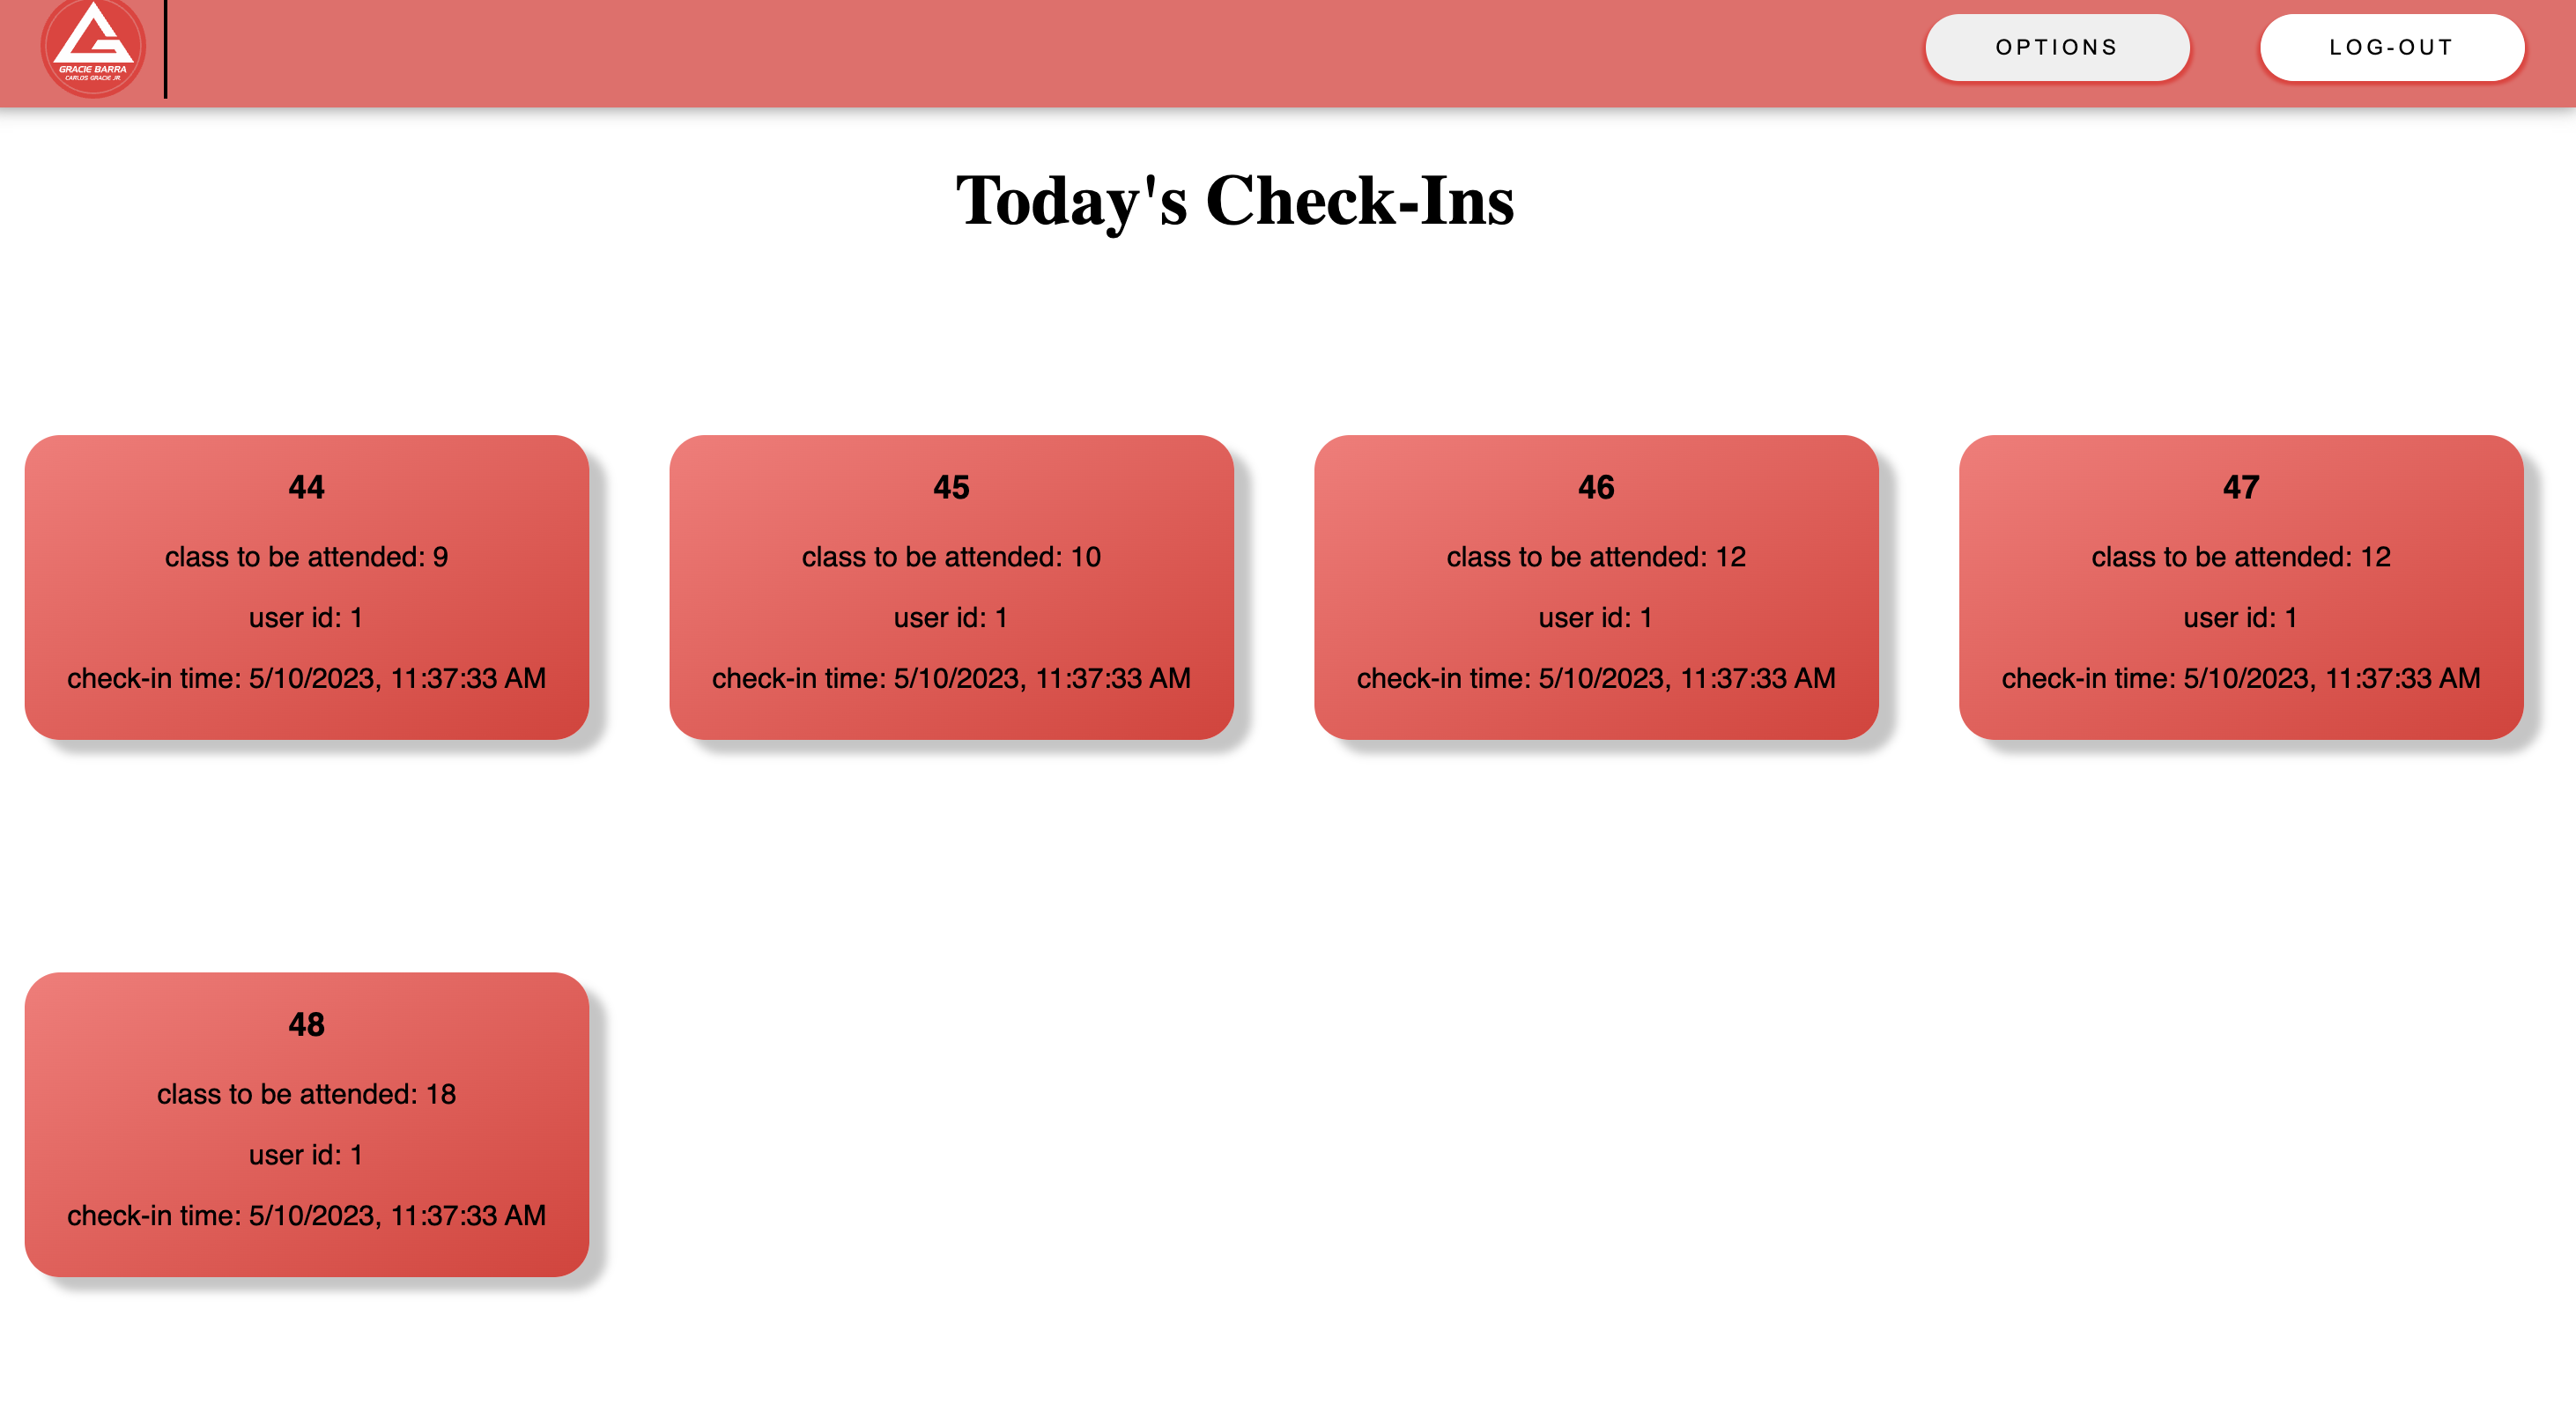 GRACIE BARRA
CARLOS GRACIE JR.
OPTIONS
LOG-OUT
Today's Check-Ins
44
class to be attended: 9
user id: 1
check-in time: 5/10/2023, 11:37:33 AM
45
class to be attended: 10
user id: 1
check-in time: 5/10/2023, 11:37:33 AM
46
class to be attended: 12
user id: 1
check-in time: 5/10/2023, 11:37:33 AM
47
class to be attended: 12
user id: 1
check-in time: 5/10/2023, 11:37:33 AM
48
class to be attended: 18
user id: 1
check-in time: 5/10/2023, 11:37:33 AM